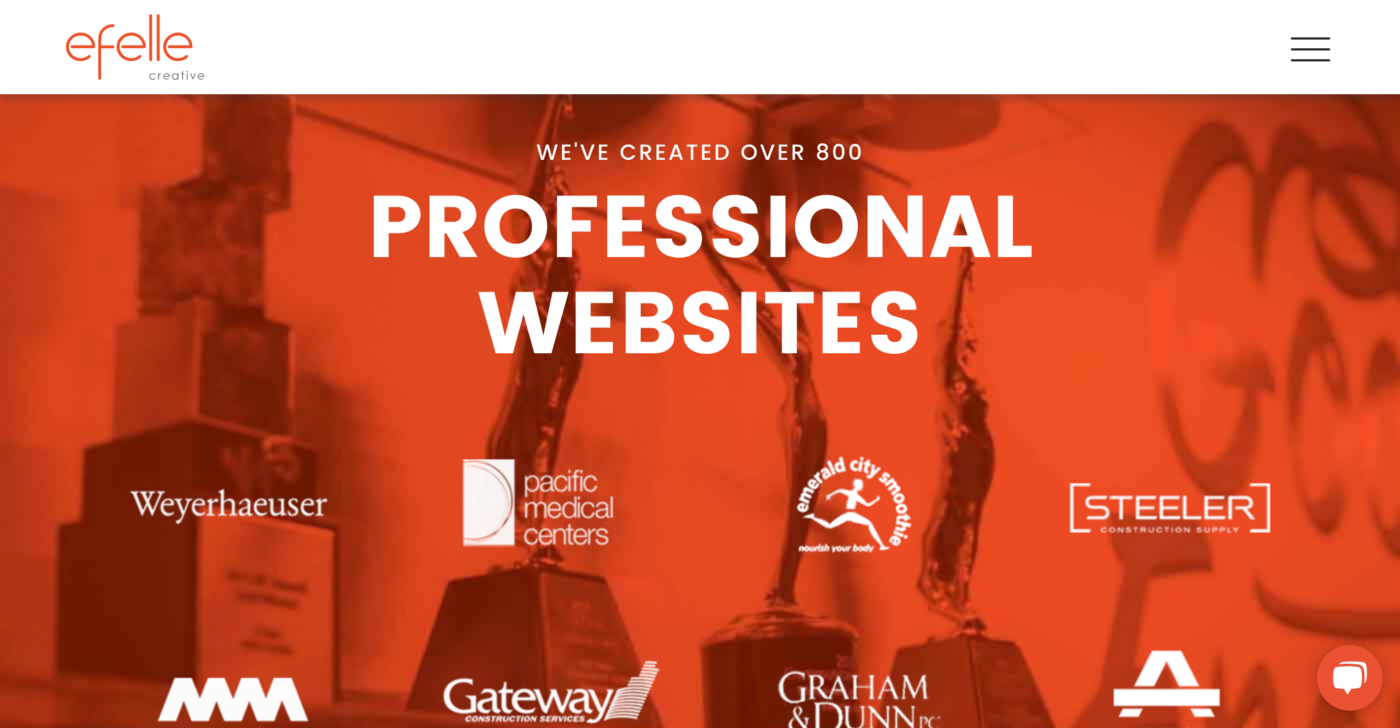 efelle
creative
WE'VE CREATED OVER 800
PROFESSIONAL
WEBSITES
Weyerhaeuser
pacific
medical
centers
emerald city smoothie
nourish your body
STEELER
CONSTRUCTION SUPPLY
Gateway
CONSTRUCTION SERVICES
GRAHAM
& DUNN PC